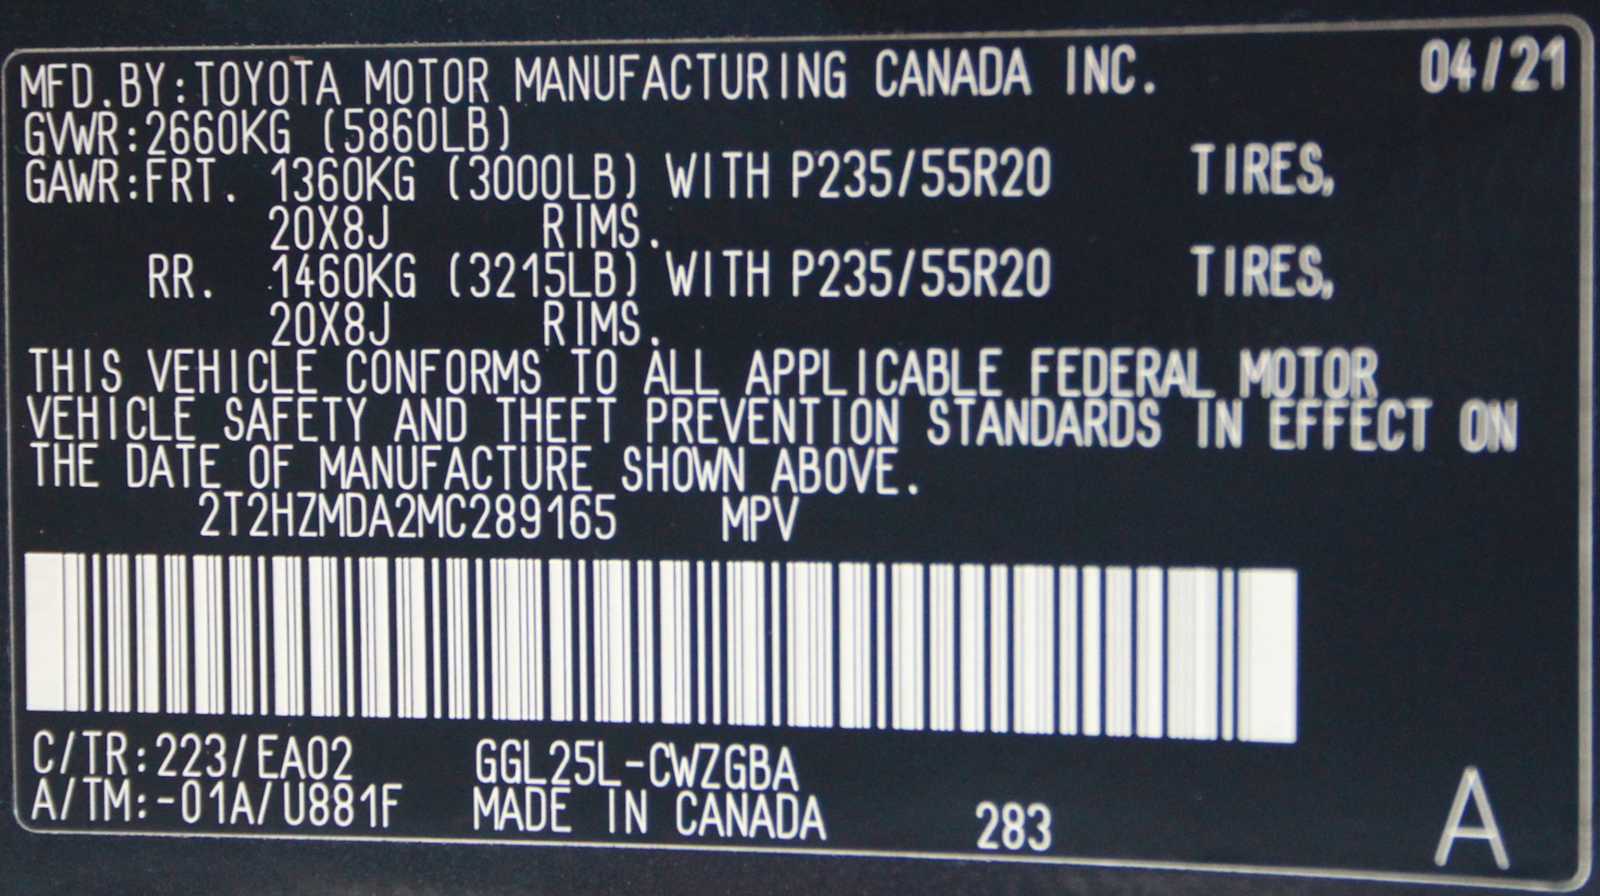 MFD.BY:TOYOTA MOTOR MANUFACTURING CANADA INC. 04/21
GVWR:2660KG (5860LB)
GAWR:FRT. 1360KG (3000LB) WITH P235/55R20 TIRES,
20X8J RIMS.
RR. 1460KG (3215LB) WITH P235/55R20 TIRES,
20X8J RIMS.
THIS VEHICLE CONFORMS TO ALL APPLICABLE FEDERAL MOTOR
VEHICLE SAFETY AND THEFT PREVENTION STANDARDS IN EFFECT ON
THE DATE OF MANUFACTURE SHOWN ABOVE.
2T2HZMDA2MC289165 MPV
C/TR:223/EA02 GGL25L-CWZGBA
A/TM:-01A/U881F MADE IN CANADA 283 A